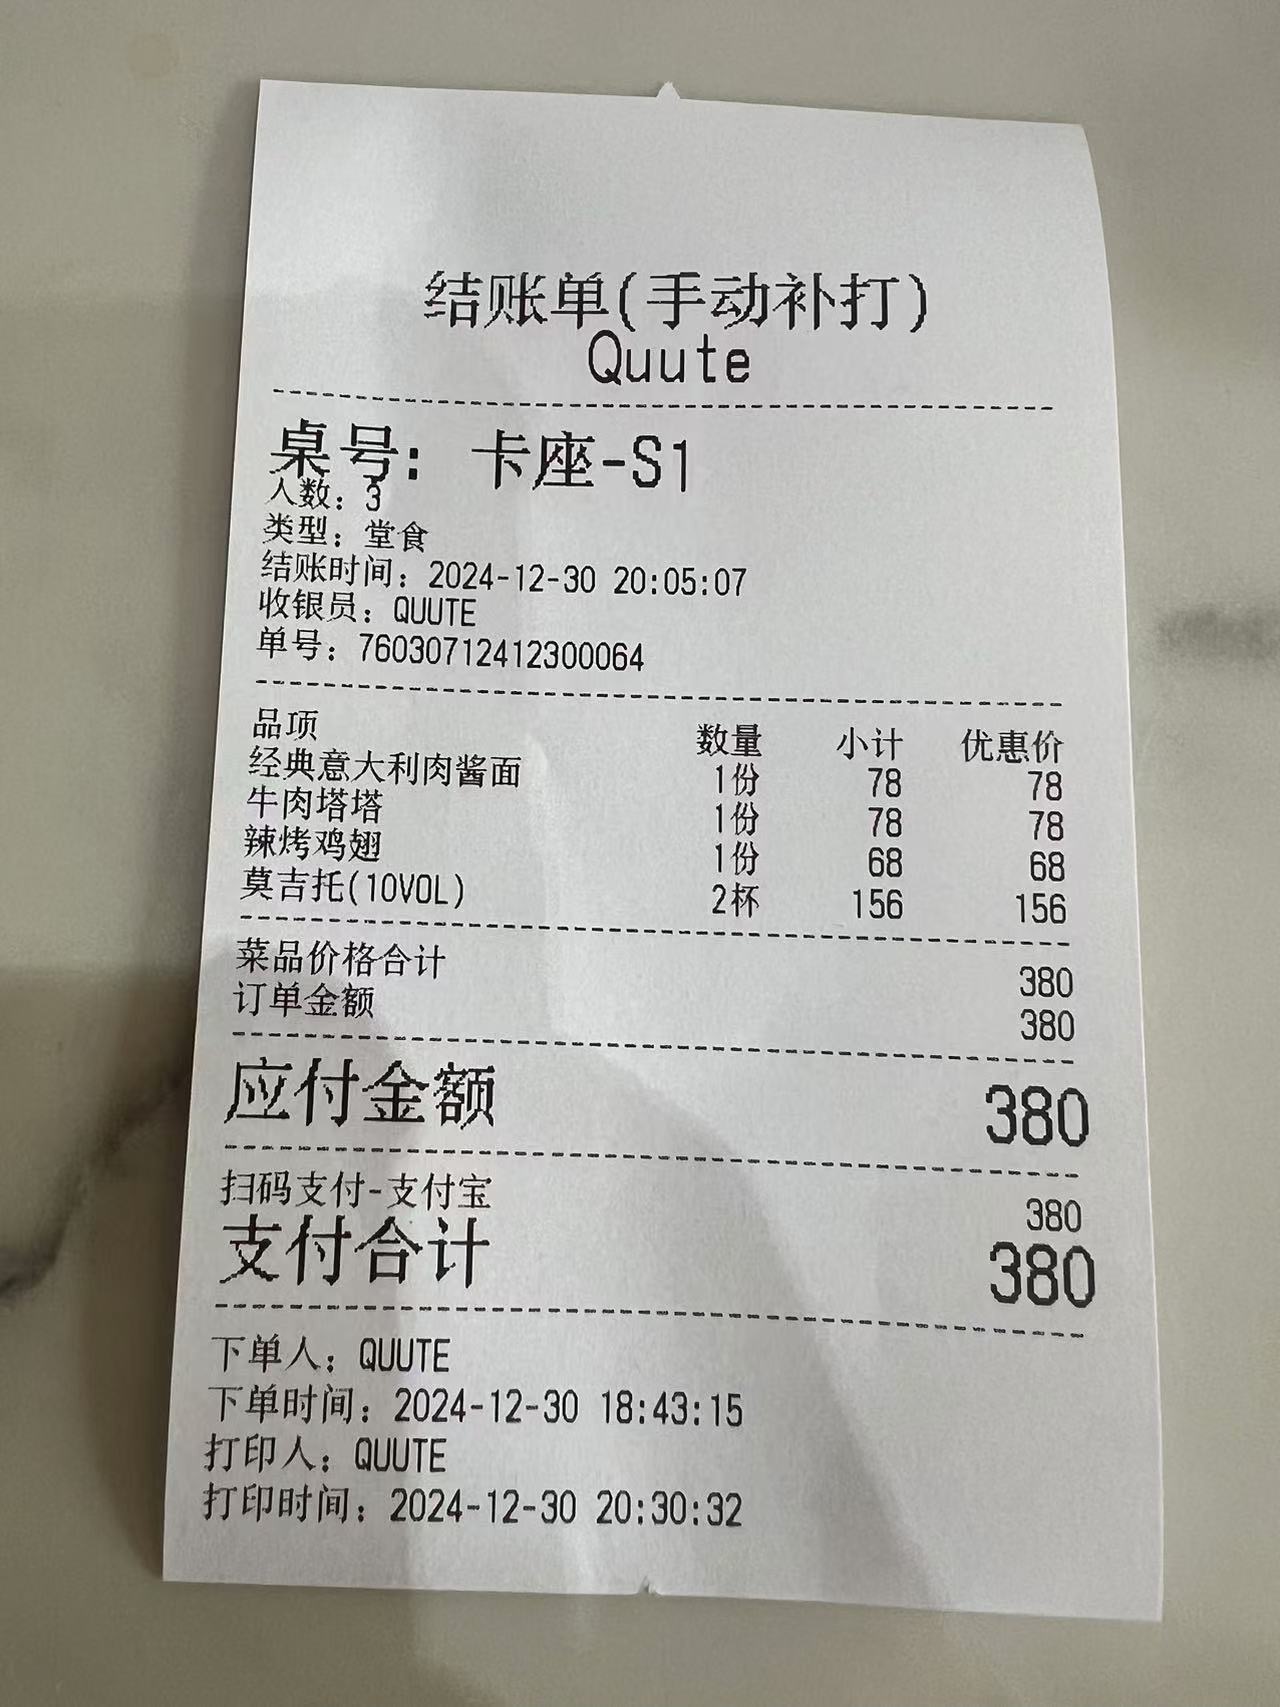 结账单(手动补打)
Quute
桌号: 卡座-S1
人数: 3
类型: 堂食
结账时间: 2024-12-30 20:05:07
收银员: QUUTE
单号: 76030712412300064
品项 数量 小计 优惠价
经典意大利肉酱面 1份 78 78
牛肉塔塔 1份 78 78
辣烤鸡翅 1份 68 68
莫吉托(10VOL) 2杯 156 156
菜品价格合计 380
订单金额 380
应付金额 380
扫码支付-支付宝 380
支付合计 380
下单人: QUUTE
下单时间: 2024-12-30 18:43:15
打印人: QUUTE
打印时间: 2024-12-30 20:30:32